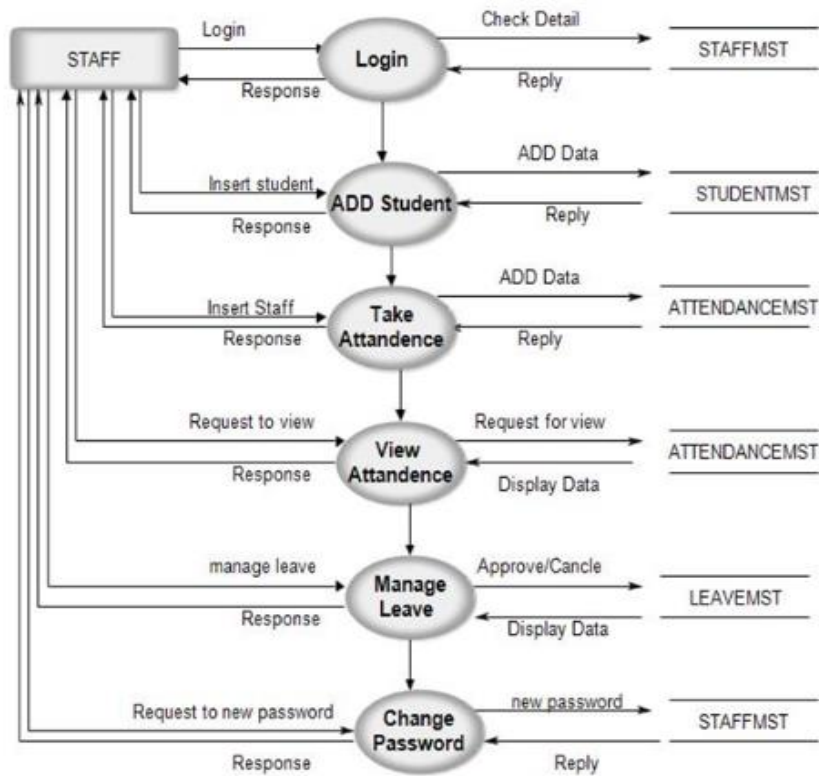 Login
Check Detail
STAFF
Login
STAFFMST
Response
Reply
ADD Data
Insert student
ADD Student
STUDENTMST
Response
Reply
ADD Data
Insert Staff
Take
Attandence
ATTENDANCEMST
Response
Reply
Request to view
Request for view
View
Attandence
ATTENDANCEMST
Response
Display Data
manage leave
Approve/Cancle
Manage
Leave
LEAVEMST
Response
Display Data
Request to new password
new password
Change
Password
STAFFMST
Response
Reply